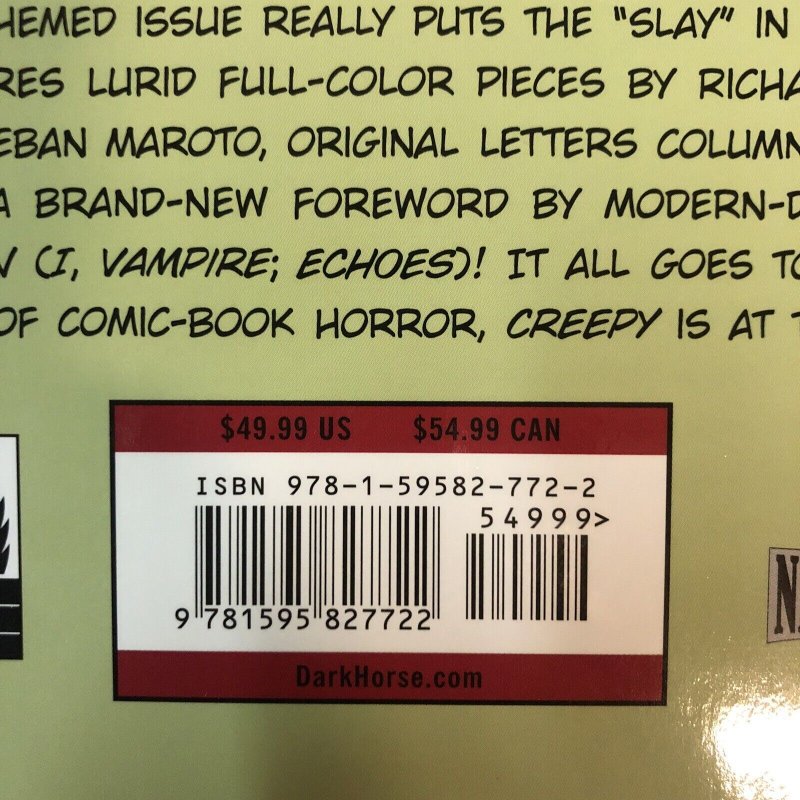 HEMED ISSUE REALLY PUTS THE "SLAY" IN
RES LURID FULL-COLOR PIECES BY RICHA
EBAN MAROTO, ORIGINAL LETTERS COLUMN
A BRAND-NEW FOREWORD BY MODERN-D
V (I, VAMPIRE; ECHOES)! IT ALL GOES TO
OF COMIC-BOOK HORROR, CREEPY IS AT T
$49.99 US $54.99 CAN
ISBN 978-1-59582-772-2
54999>
9 781595 827722
DarkHorse.com